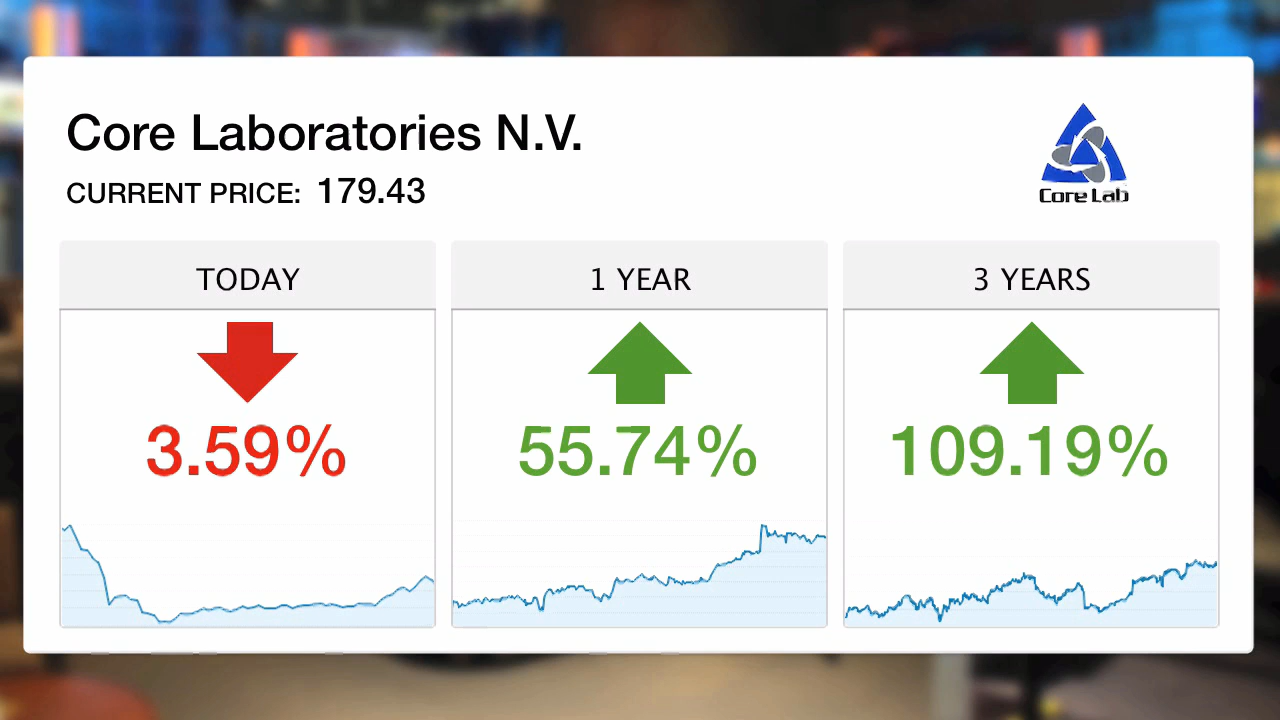 Core Laboratories N.V.
CURRENT PRICE: 179.43
Core Lab
TODAY
1 YEAR
3 YEARS
3.59%
55.74%
109.19%